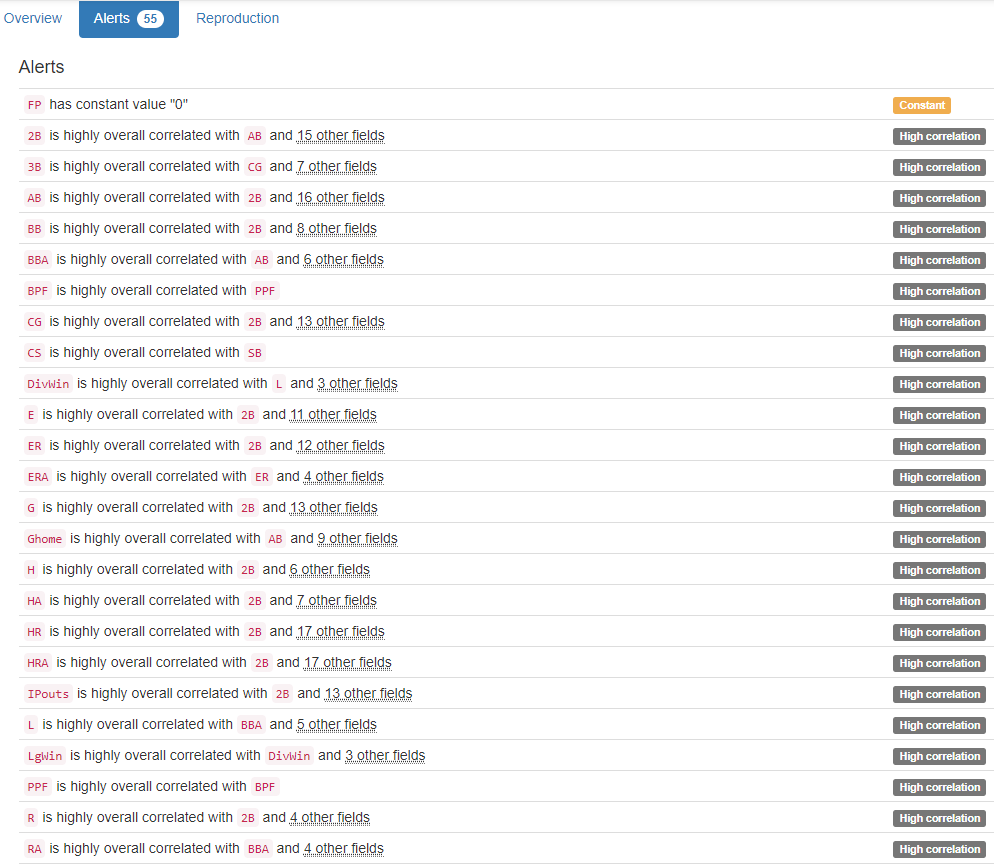 Overview Alerts 55 Reproduction
Alerts
FP has constant value "0" Constant
2B is highly overall correlated with AB and 15 other fields High correlation
3B is highly overall correlated with CG and 7 other fields High correlation
AB is highly overall correlated with 2B and 16 other fields High correlation
BB is highly overall correlated with 2B and 8 other fields High correlation
BBA is highly overall correlated with AB and 6 other fields High correlation
BPF is highly overall correlated with PPF High correlation
CG is highly overall correlated with 2B and 13 other fields High correlation
CS is highly overall correlated with SB High correlation
DivWin is highly overall correlated with L and 3 other fields High correlation
E is highly overall correlated with 2B and 11 other fields High correlation
ER is highly overall correlated with 2B and 12 other fields High correlation
ERA is highly overall correlated with ER and 4 other fields High correlation
G is highly overall correlated with 2B and 13 other fields High correlation
Ghome is highly overall correlated with AB and 9 other fields High correlation
H is highly overall correlated with 2B and 6 other fields High correlation
HA is highly overall correlated with 2B and 7 other fields High correlation
HR is highly overall correlated with 2B and 17 other fields High correlation
HRA is highly overall correlated with 2B and 17 other fields High correlation
IPouts is highly overall correlated with 2B and 13 other fields High correlation
L is highly overall correlated with BBA and 5 other fields High correlation
LgWin is highly overall correlated with DivWin and 3 other fields High correlation
PPF is highly overall correlated with BPF High correlation
R is highly overall correlated with 2B and 4 other fields High correlation
RA is highly overall correlated with BBA and 4 other fields High correlation